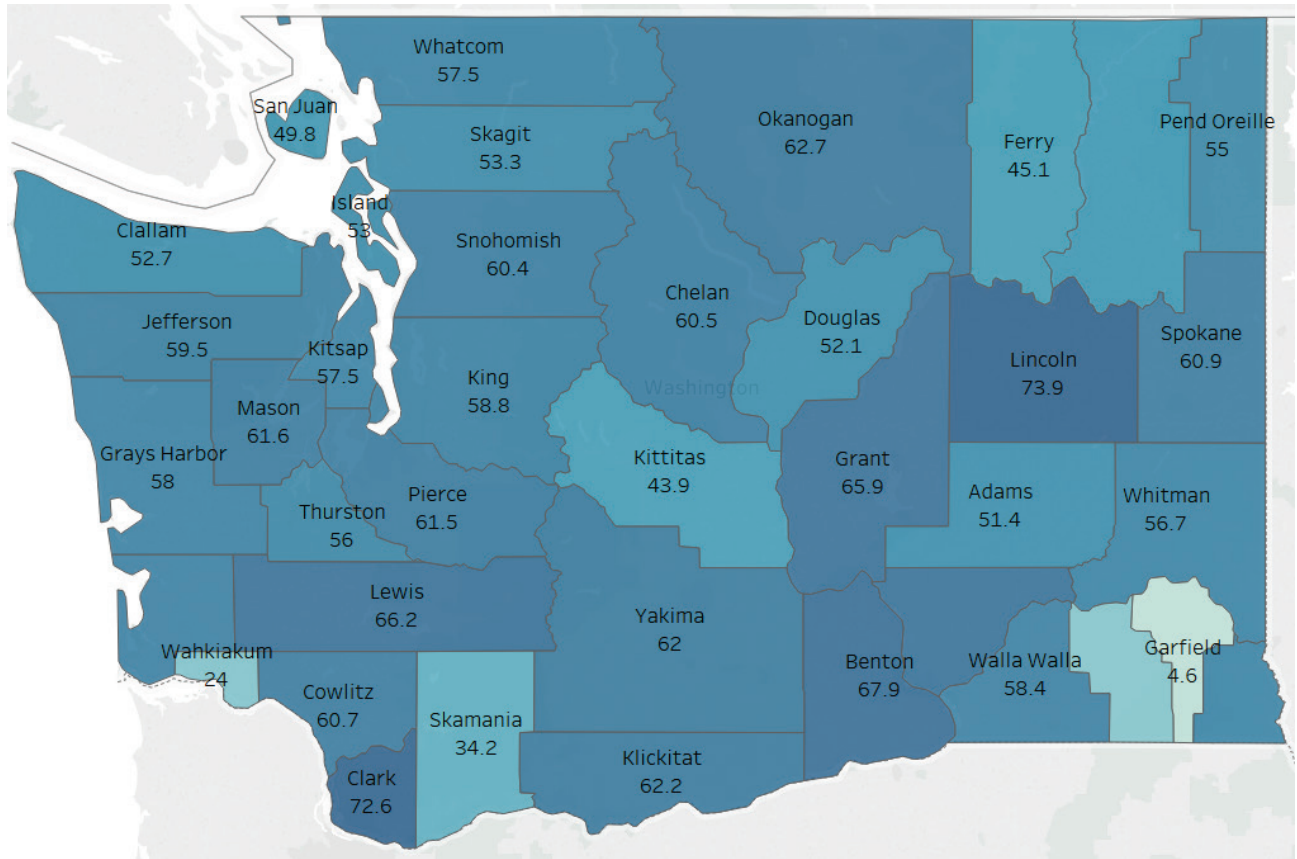 Whatcom
57.5
San Juan
49.8
Skagit
53.3
Okanogan
62.7
Ferry
45.1
Pend Oreille
55
Island
53
Clallam
52.7
Snohomish
60.4
Chelan
60.5
Douglas
52.1
Jefferson
59.5
Kitsap
57.5
King
58.8
Washington
Lincoln
73.9
Spokane
60.9
Mason
61.6
Grays Harbor
58
Kittitas
43.9
Grant
65.9
Adams
51.4
Whitman
56.7
Thurston
56
Pierce
61.5
Lewis
66.2
Yakima
62
Wahkiakum
24
Benton
67.9
Walla Walla
58.4
Garfield
4.6
Cowlitz
60.7
Skamania
34.2
Klickitat
62.2
Clark
72.6